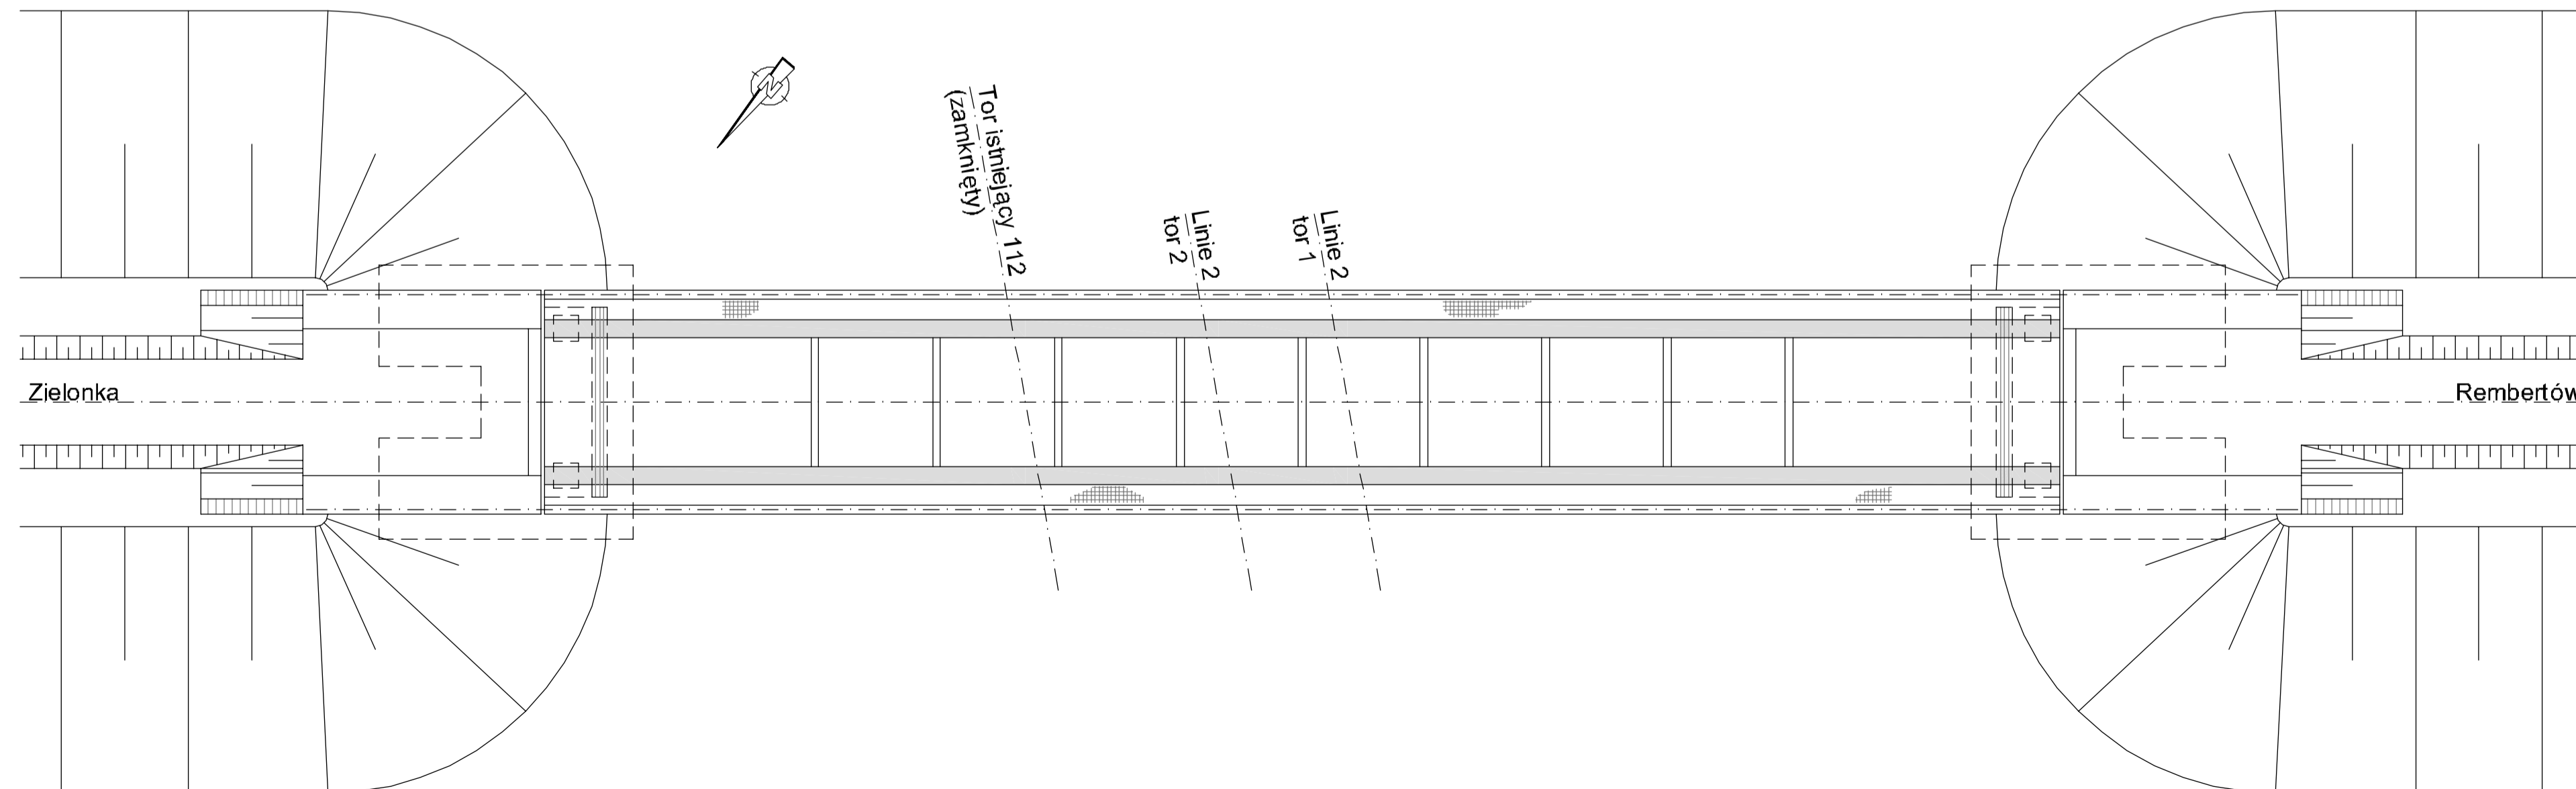 N
Tor istniejący 112
(zamknięty)
Linie 2
tor 2
Linie 2
tor 1
Zielonka
Rembertów